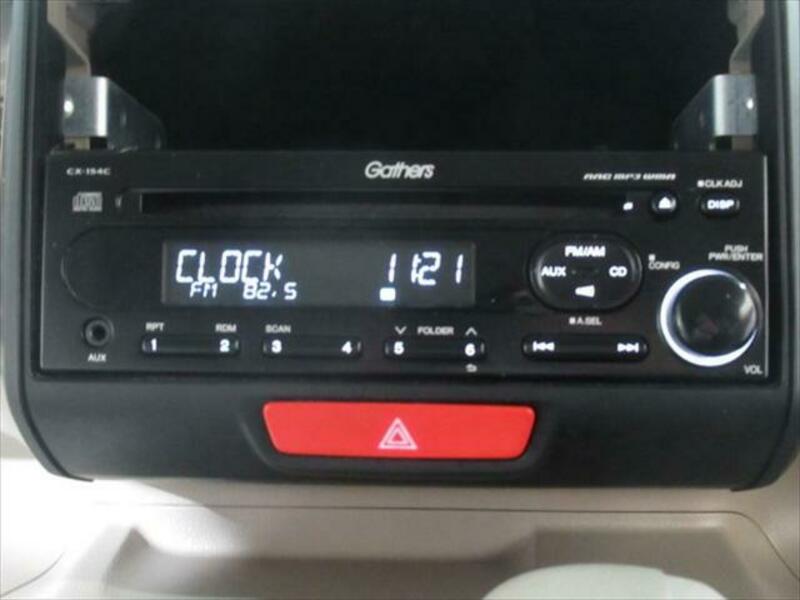 CX-154C Gathers AAC MP3 WMA
CLK ADJ
DISP
CLOCK 11:21
FM 82.5
FM/AM
AUX CD
CONFIG
PUSH
PWR/ENTER
A.SEL
VOL
AUX
RPT RDM SCAN FOLDER
1 2 3 4 5 6